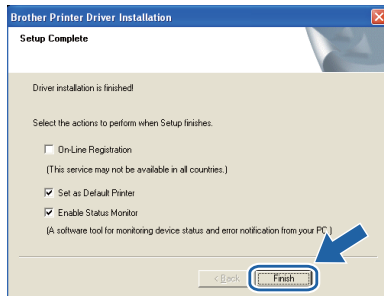 Brother Printer Driver Installation
Setup Complete
Driver installation is finished!
Select the actions to perform when Setup finishes.
On-Line Registration
(This service may not be available in all countries.)
Set as Default Printer
Enable Status Monitor
(A software tool for monitoring device status and error notification from your PC.)
< Back
Finish